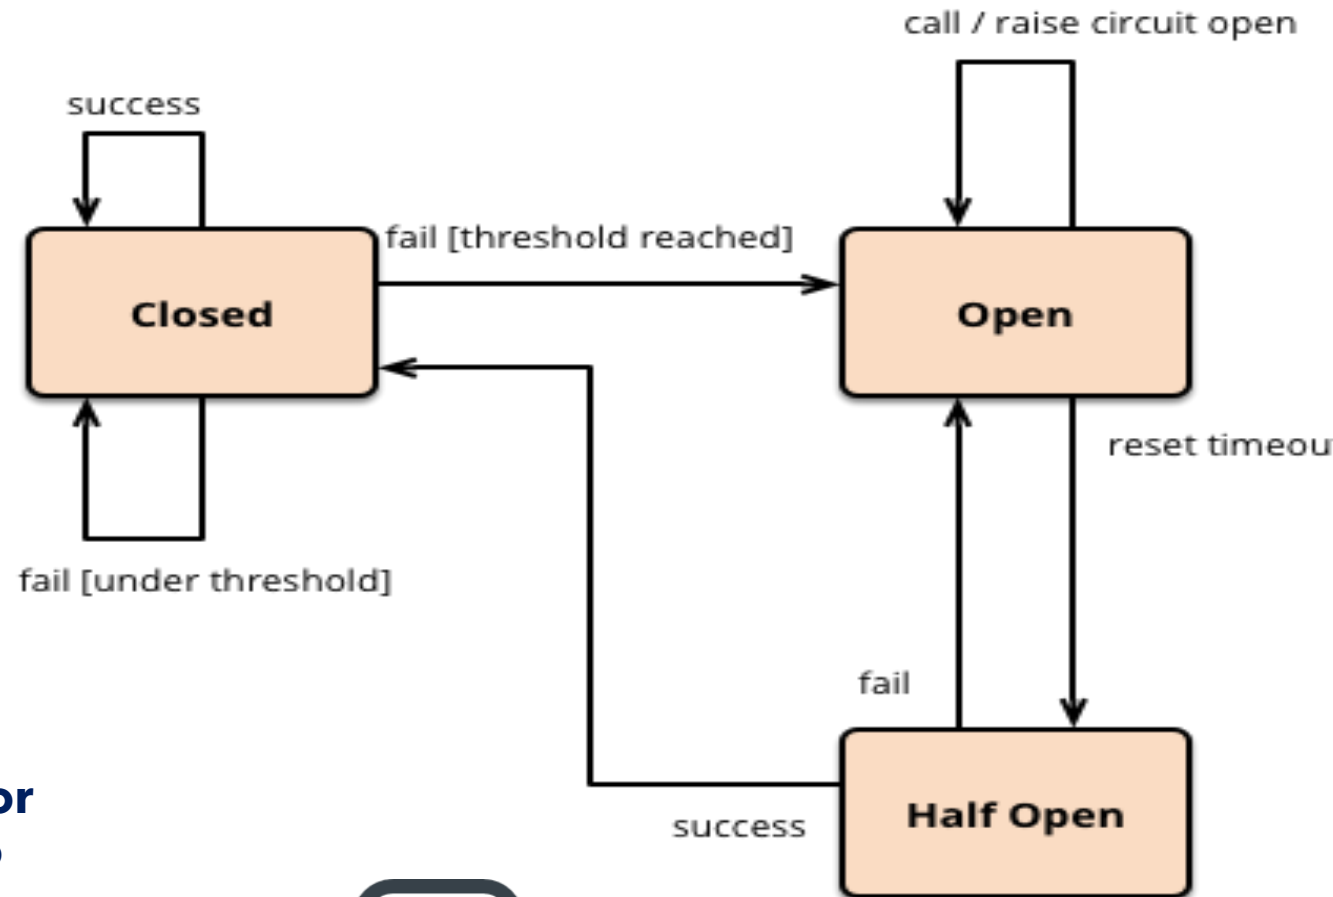 call / raise circuit open
success
fail [threshold reached]
Closed
Open
reset timeou
fail [under threshold]
fail
or
Half Open
success